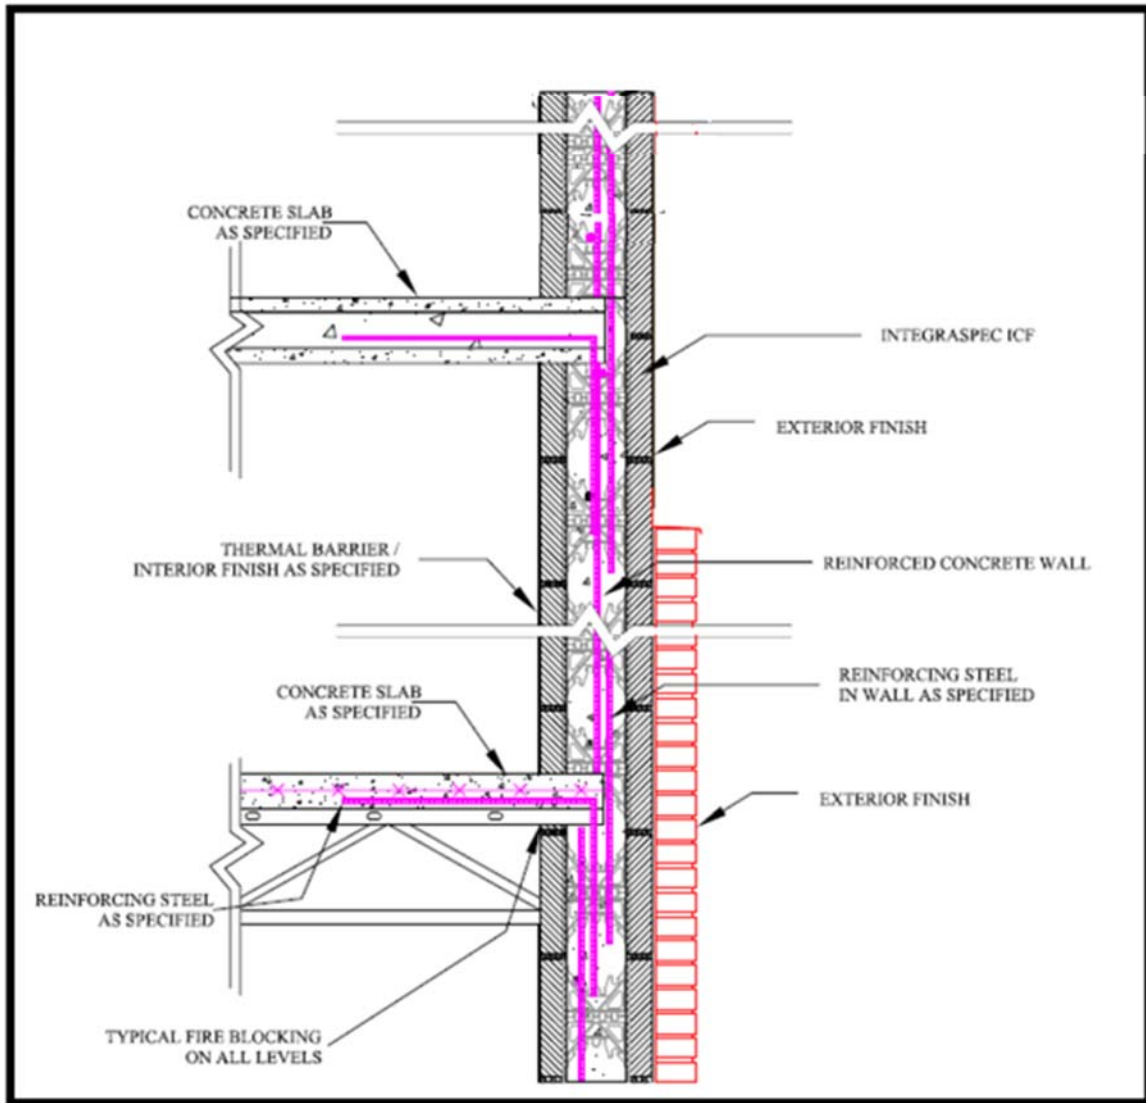 CONCRETE SLAB
AS SPECIFIED
INTEGRASPEC ICF
EXTERIOR FINISH
THERMAL BARRIER /
INTERIOR FINISH AS SPECIFIED
REINFORCED CONCRETE WALL
REINFORCING STEEL
IN WALL AS SPECIFIED
CONCRETE SLAB
AS SPECIFIED
EXTERIOR FINISH
REINFORCING STEEL
AS SPECIFIED
TYPICAL FIRE BLOCKING
ON ALL LEVELS